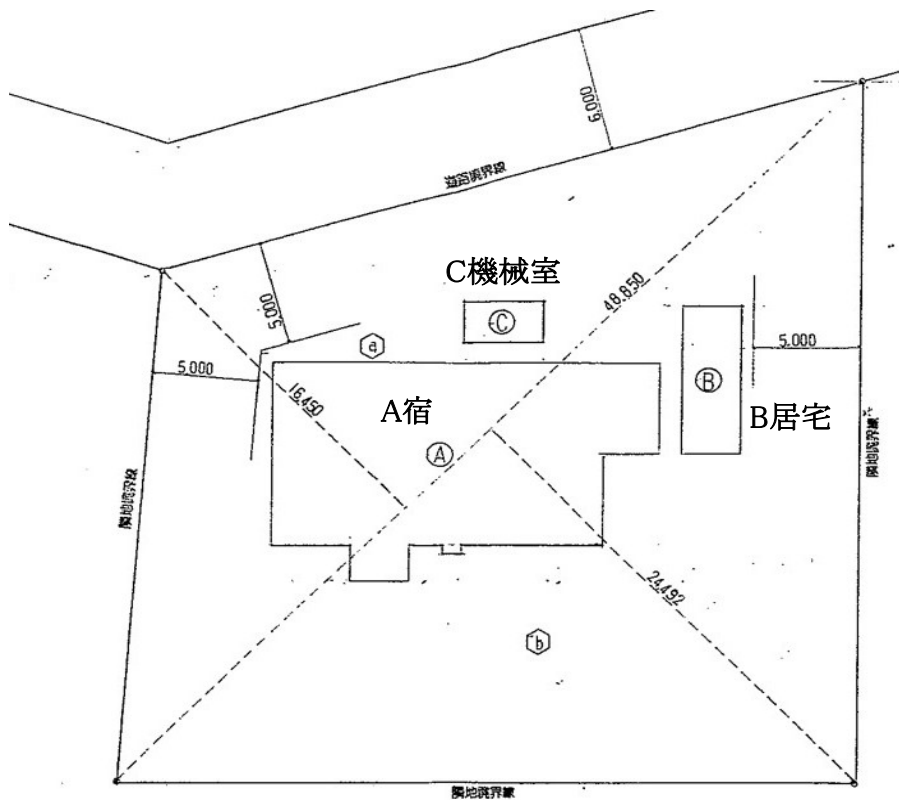 6.000
道路境界線
C機械室
48.850
5.000
Ⓒ
a
5.000
5.000
Ⓑ
16.450
A宿
B居宅
Ⓐ
隣地境界線
隣地境界線
24.492
b
隣地境界線